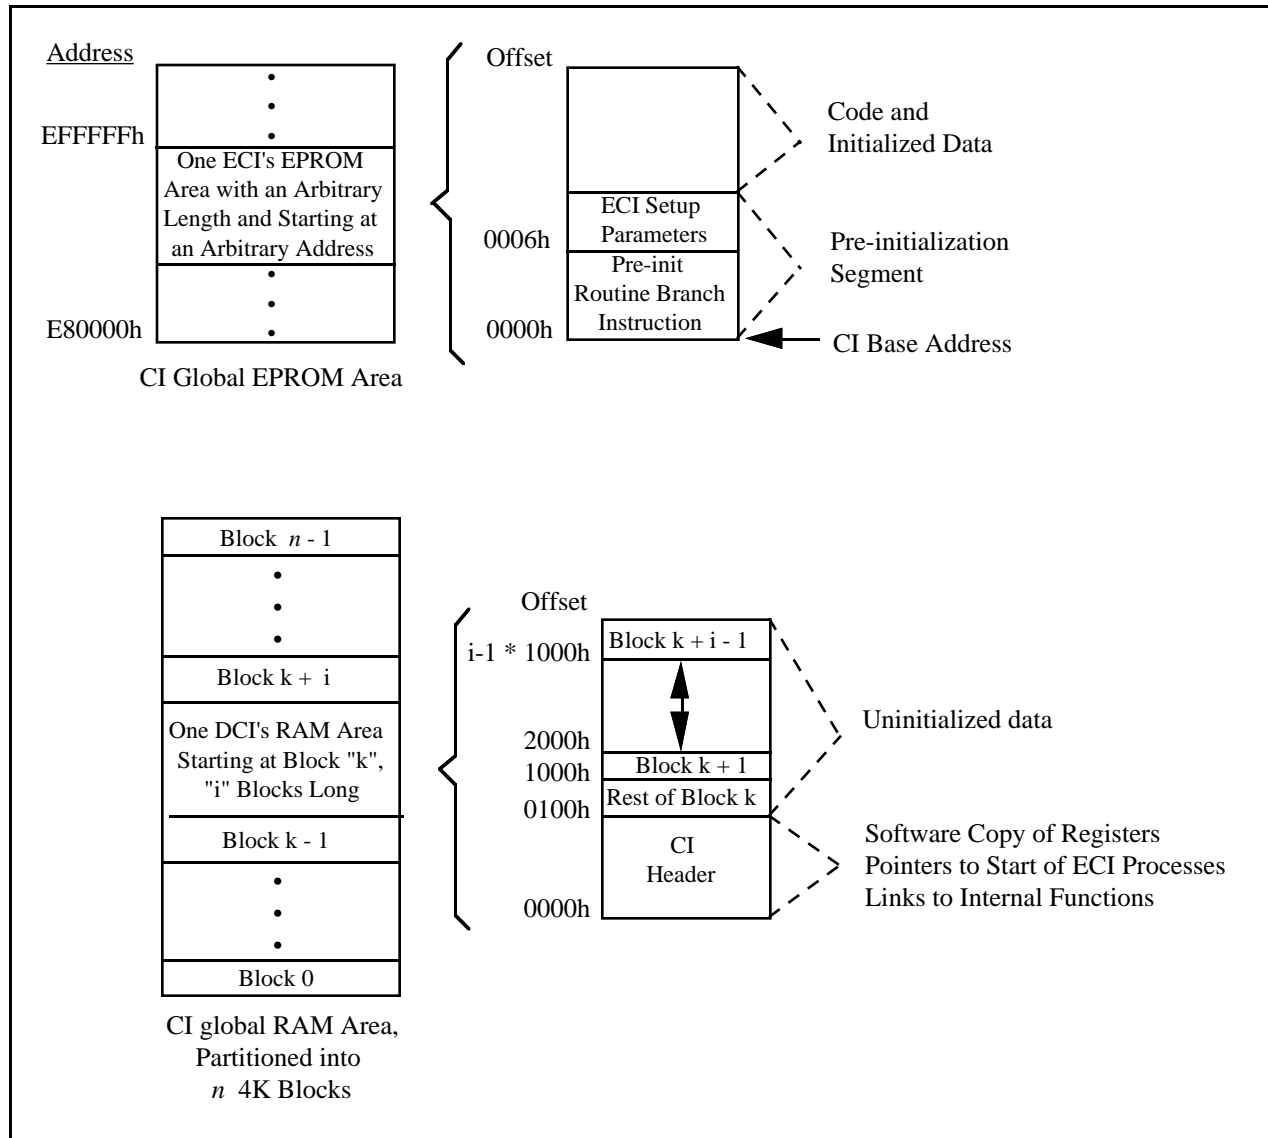 Address
EFFFFFh
One ECI's EPROM
Area with an Arbitrary
Length and Starting at
an Arbitrary Address
E80000h
CI Global EPROM Area
Offset
0006h
0000h
ECI Setup
Parameters
Pre-init
Routine Branch
Instruction
Code and
Initialized Data
Pre-initialization
Segment
CI Base Address
Block n - 1
Block k + i
One DCI's RAM Area
Starting at Block "k",
"i" Blocks Long
Block k - 1
Block 0
CI global RAM Area,
Partitioned into
n 4K Blocks
Offset
i-1 * 1000h
2000h
1000h
0100h
0000h
Block k + i - 1
Block k + 1
Rest of Block k
CI
Header
Uninitialized data
Software Copy of Registers
Pointers to Start of ECI Processes
Links to Internal Functions